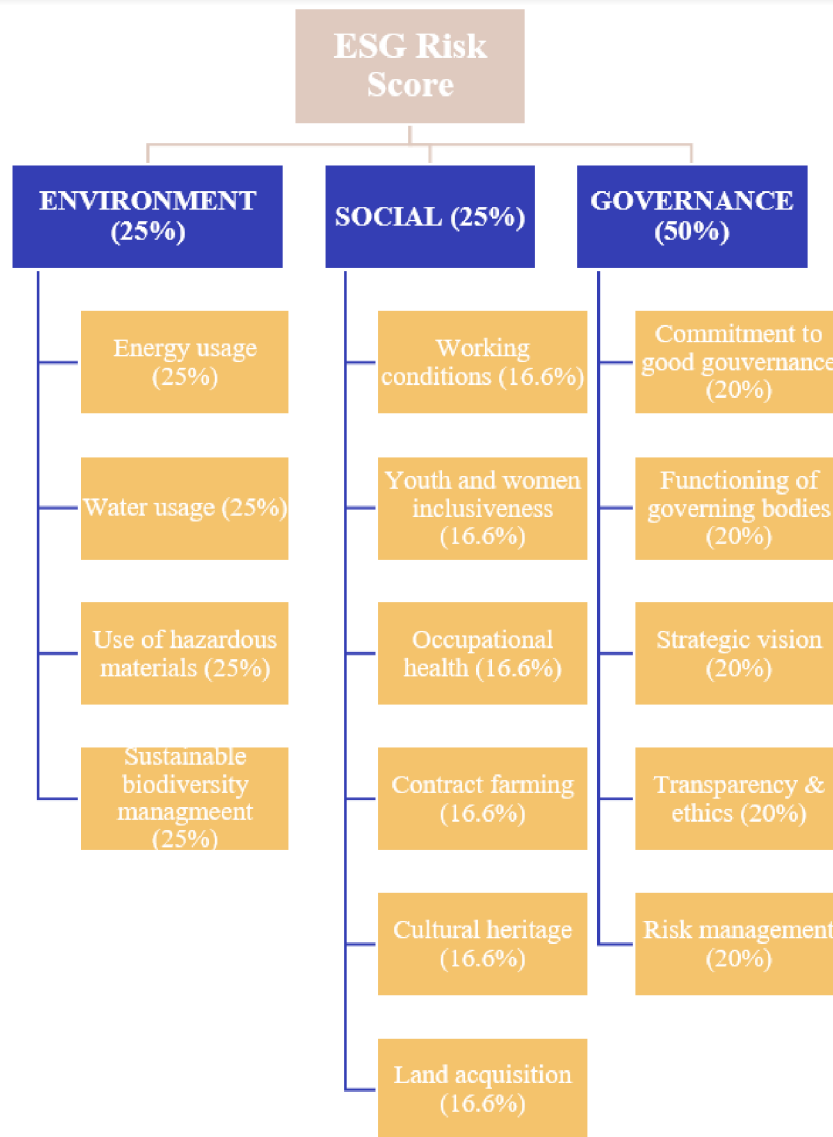 ESG Risk
Score
ENVIRONMENT
(25%)
Energy usage
(25%)
Water usage (25%)
Use of hazardous
materials (25%)
Sustainable
biodiversity
managmeent
(25%)
SOCIAL (25%)
Working
conditions (16.6%)
Youth and women
inclusiveness
(16.6%)
Occupational
health (16.6%)
Contract farming
(16.6%)
Cultural heritage
(16.6%)
Land acquisition
(16.6%)
GOVERNANCE
(50%)
Commitment to
good gouvernance
(20%)
Functioning of
governing bodies
(20%)
Strategic vision
(20%)
Transparency &
ethics (20%)
Risk management
(20%)